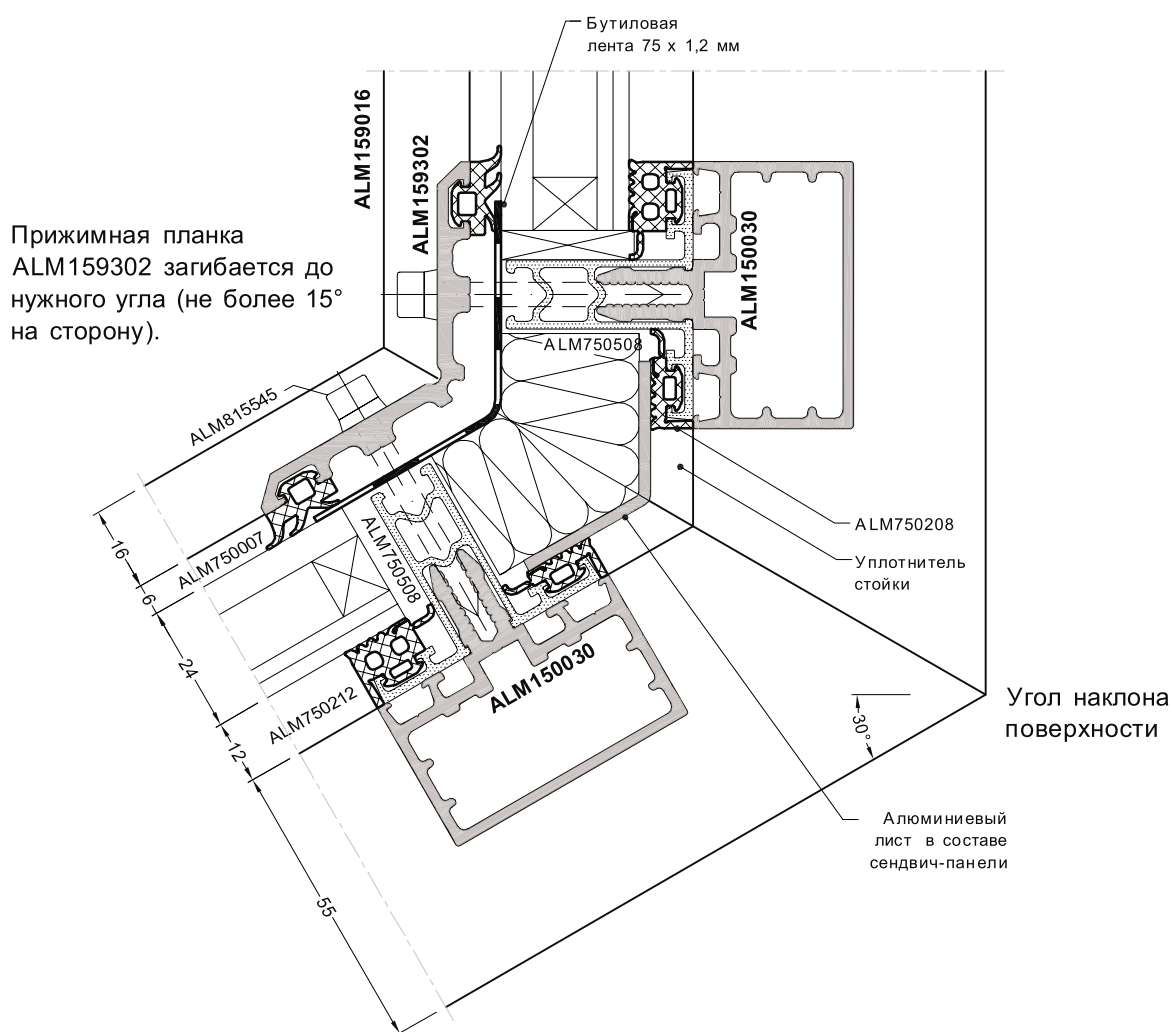 Бутиловая
лента 75 x 1,2 мм
ALM159016
ALM159302
Прижимная планка
ALM159302 загибается до
нужного угла (не более 15°
на сторону).
ALM150030
ALM750508
ALM815545
ALM750208
Уплотнитель
стойки
ALM750007
ALM750508
16
6
24
12
55
ALM750212
ALM150030
Угол наклона
поверхности
30°
Алюминиевый
лист в составе
сендвич-панели